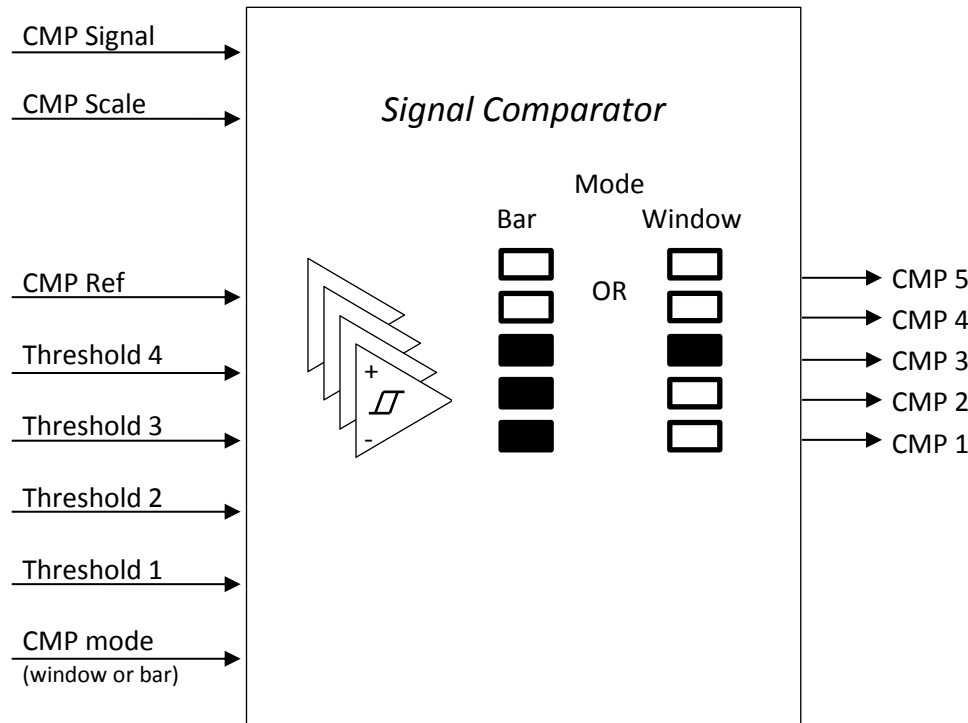 CMP Signal
CMP Scale
Signal Comparator
Mode
Bar
Window
OR
CMP Ref
Threshold 4
Threshold 3
Threshold 2
Threshold 1
CMP mode
(window or bar)
+
-
CMP 5
CMP 4
CMP 3
CMP 2
CMP 1